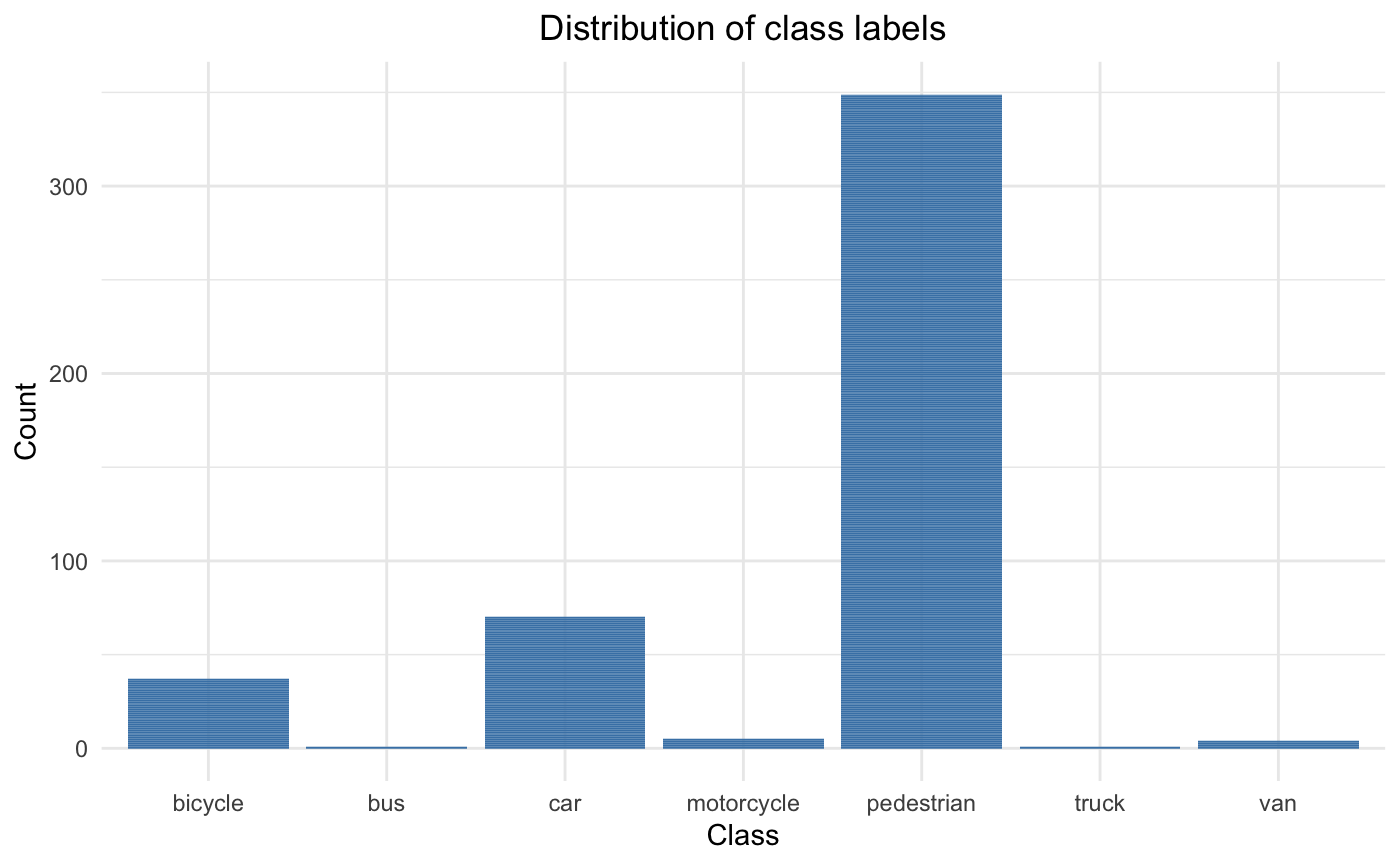 Distribution of class labels
300
200
100
0
Count
bicycle
bus
car
motorcycle
pedestrian
truck
van
Class